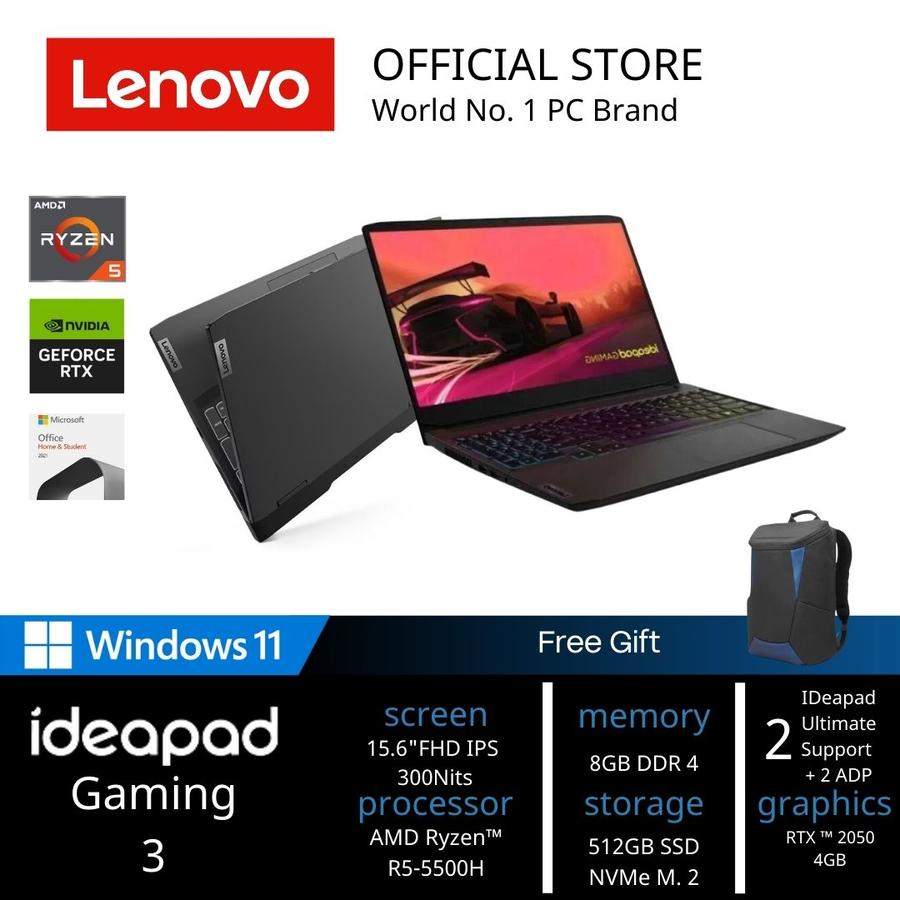 Lenovo
OFFICIAL STORE
World No. 1 PC Brand
AMD
RYZEN
5
NVIDIA
GEFORCE
RTX
Microsoft
Office
Home & Student
2021
Lenovo
Lenovo
ideapad GAMING
Windows 11
Free Gift
ideapad
Gaming
3
screen
15.6"FHD IPS
300Nits
processor
AMD Ryzen™
R5-5500H
memory
8GB DDR 4
storage
512GB SSD
NVMe M. 2
2
IDeapad
Ultimate
Support
+ 2 ADP
graphics
RTX ™ 2050
4GB